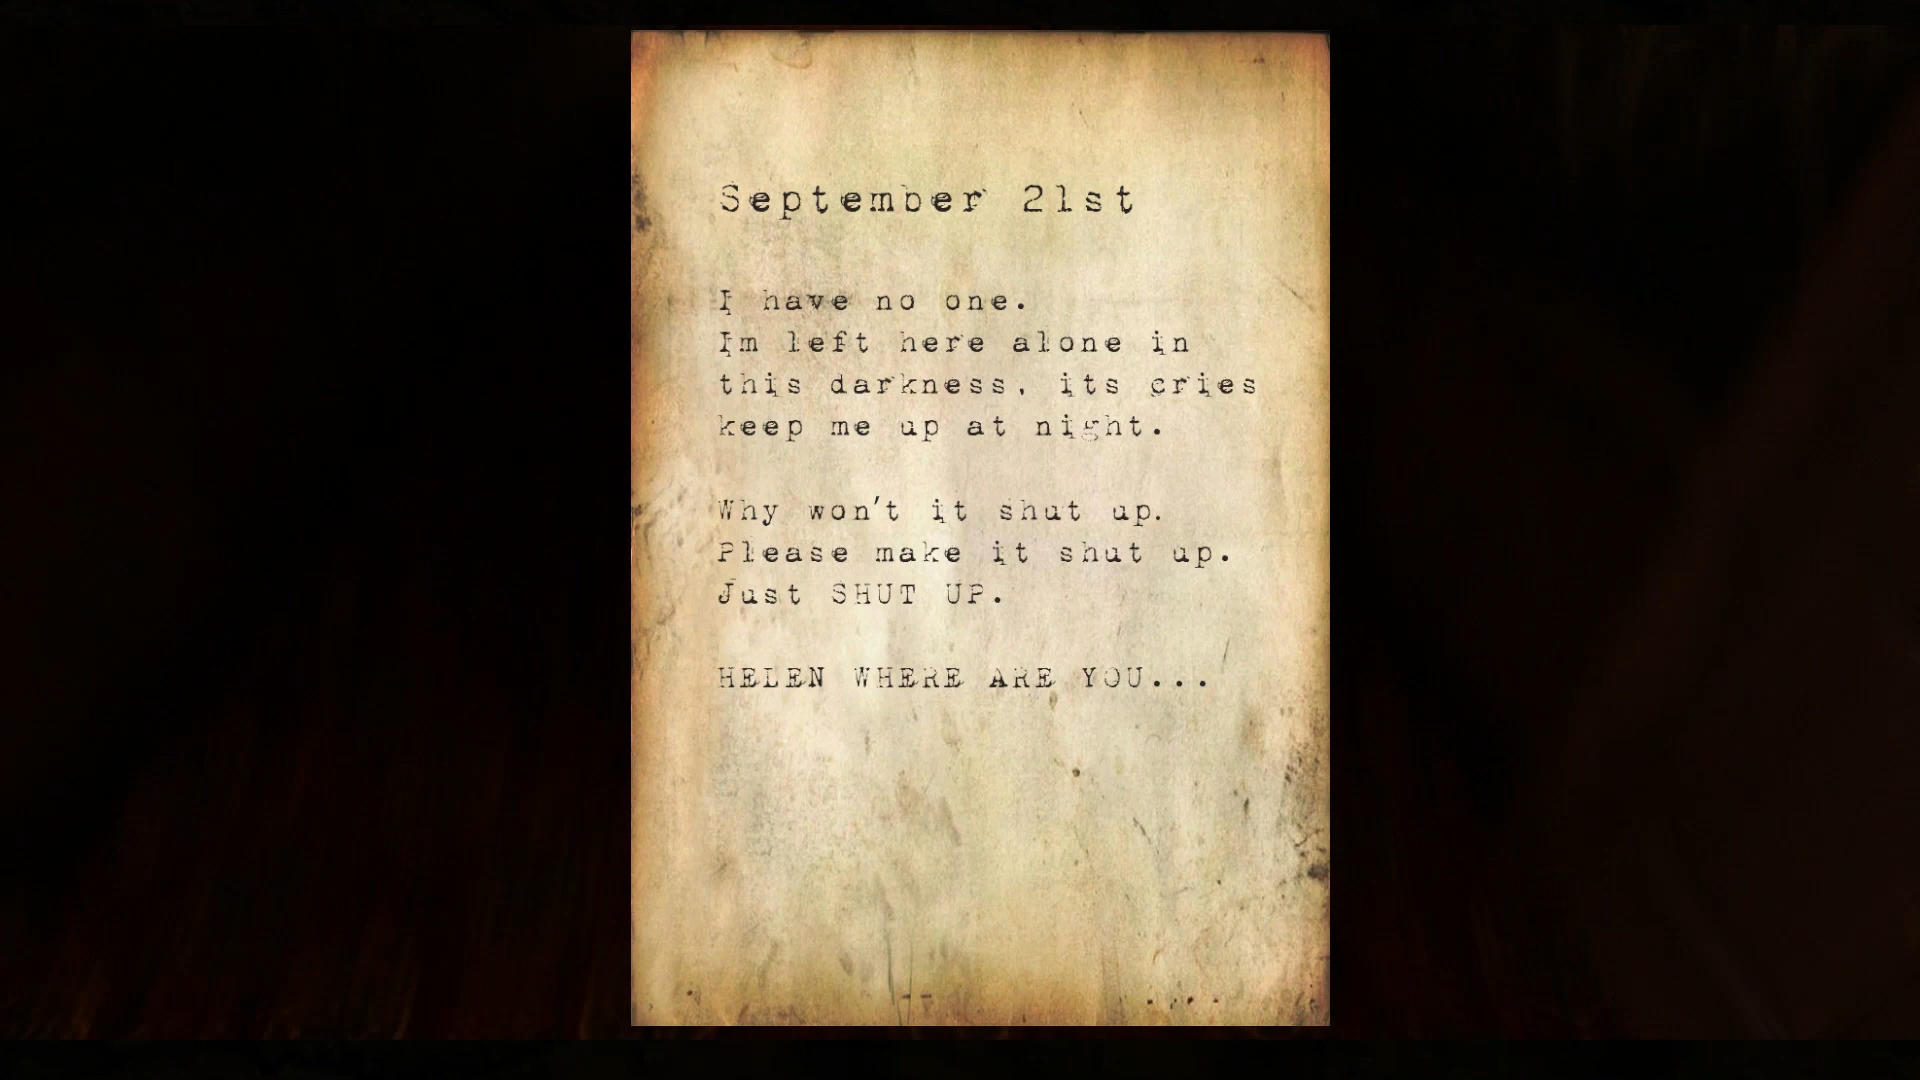 September 21st
I have no one.
Im left here alone in
this darkness, its cries
keep me up at night.
Why won't it shut up.
Please make it shut up.
Just SHUT UP.
HELEN WHERE ARE YOU...